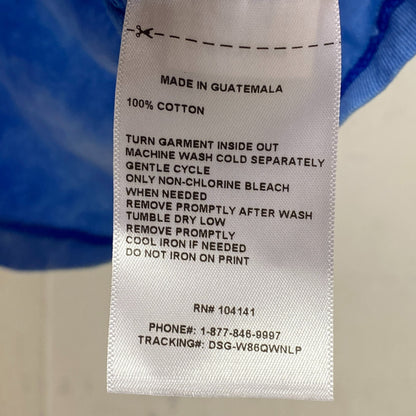 MADE IN GUATEMALA
100% COTTON
TURN GARMENT INSIDE OUT
MACHINE WASH COLD SEPARATELY
GENTLE CYCLE
ONLY NON-CHLORINE BLEACH
WHEN NEEDED
REMOVE PROMPTLY AFTER WASH
TUMBLE DRY LOW
REMOVE PROMPTLY
COOL IRON IF NEEDED
DO NOT IRON ON PRINT
RN# 104141
PHONE#: 1-877-846-9997
TRACKING#: DSG-W86QWNLP